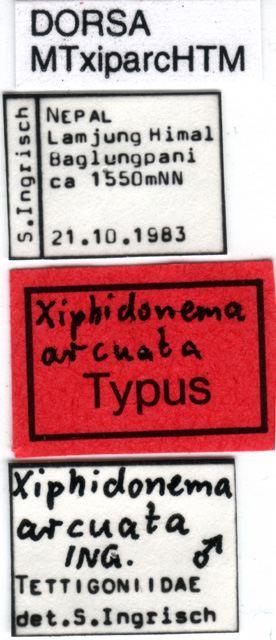 DORSA
MTxiparcHTM
S.Ingrisch
NEPAL
Lamjung Himal
Baglungpani
ca 1550mNN
21.10.1983
Xiphidonema
arcuata
Typus
Xiphidonema
arcuata
ING. ♂
TETTIGONIIDAE
det.S.Ingrisch